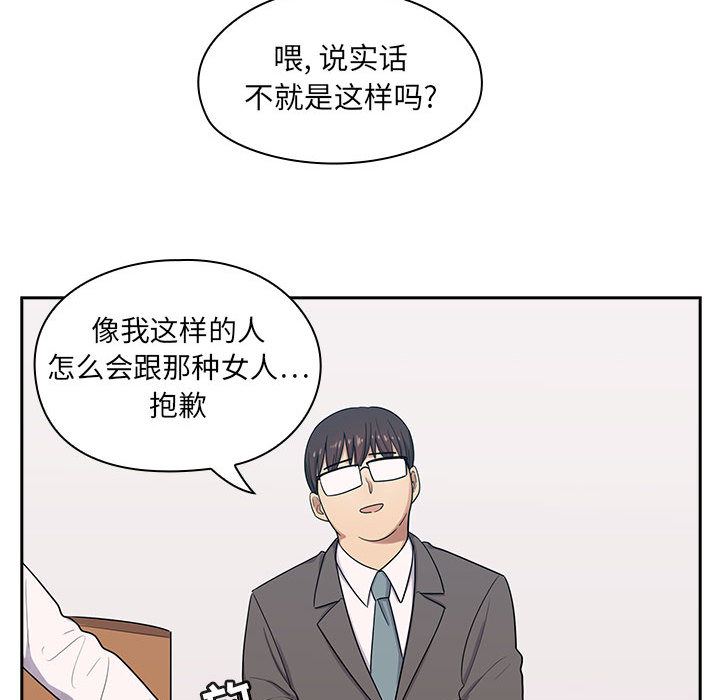 喂, 说实话
不就是这样吗?
像我这样的人
怎么会跟那种女人...
抱歉